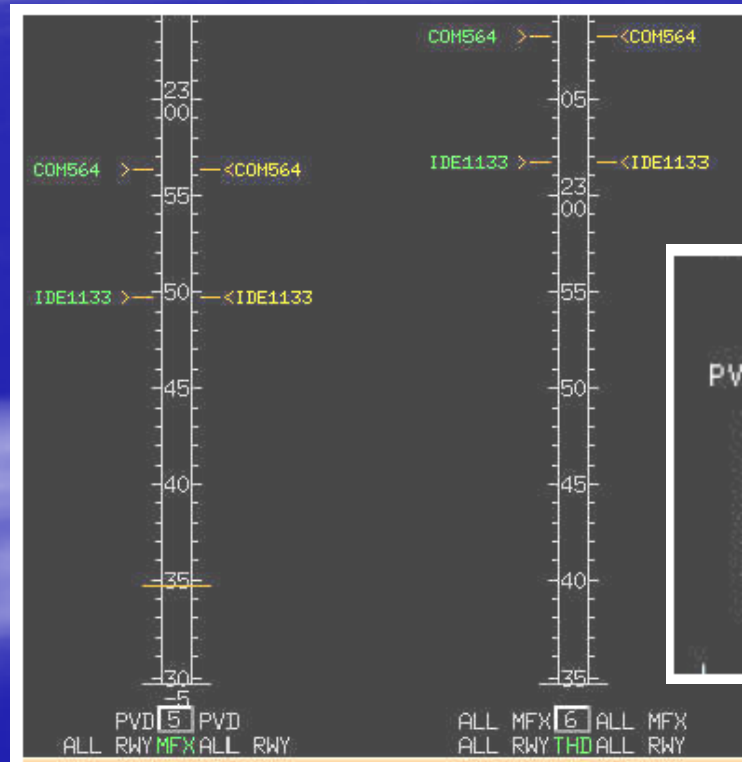 COM564 > <COM564
23
00
COM564 > <COM564
55
IDE1133 > 50 <IDE1133
45
40
35
30
-5
PVD 5 PVD
ALL RWY MFX ALL RWY
COM564 > <COM564
05
IDE1133 > <IDE1133
23
00
55
50
45
40
35
ALL MFX 6 ALL MFX
ALL RWY THD ALL RWY
PV